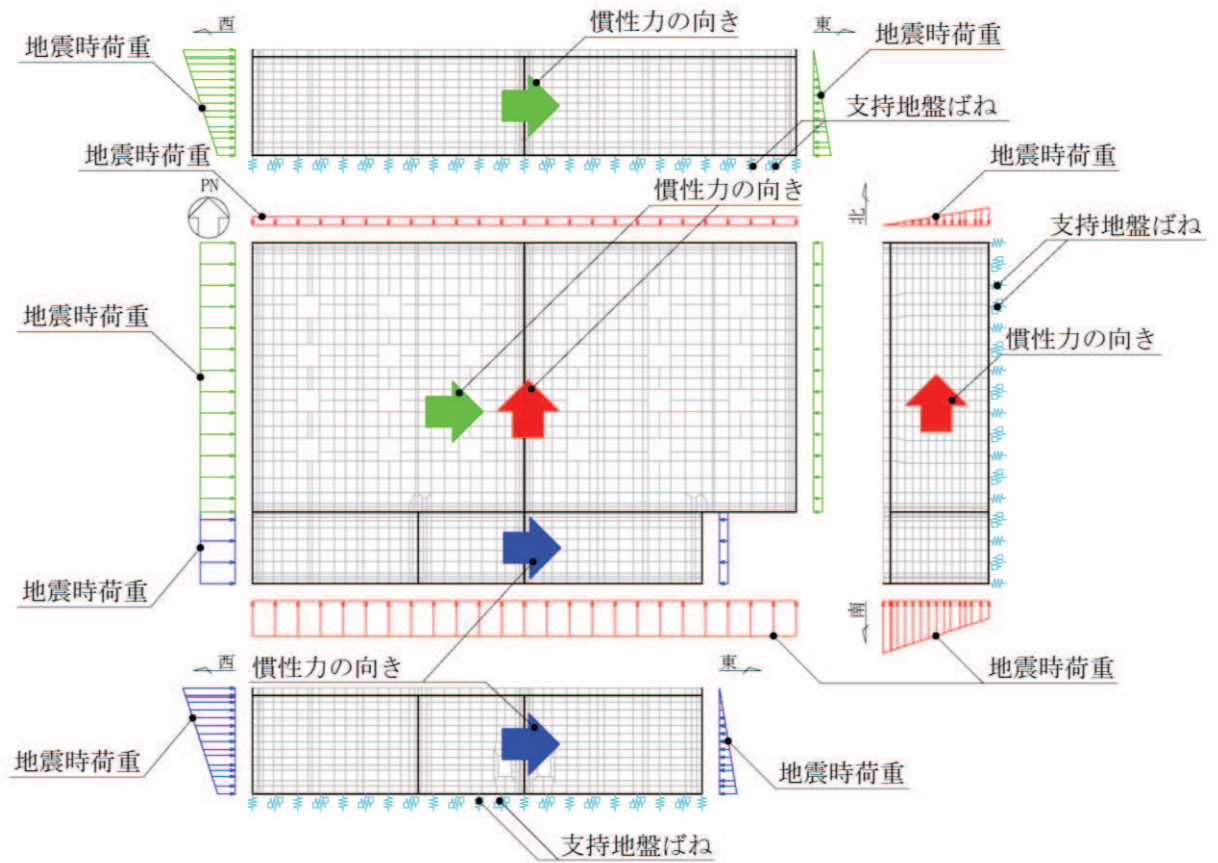 西
慣性力の向き
東
地震時荷重
地震時荷重
支持地盤ばね
地震時荷重
地震時荷重
PN
慣性力の向き
北
支持地盤ばね
地震時荷重
慣性力の向き
地震時荷重
南
西
慣性力の向き
東
地震時荷重
地震時荷重
地震時荷重
支持地盤ばね